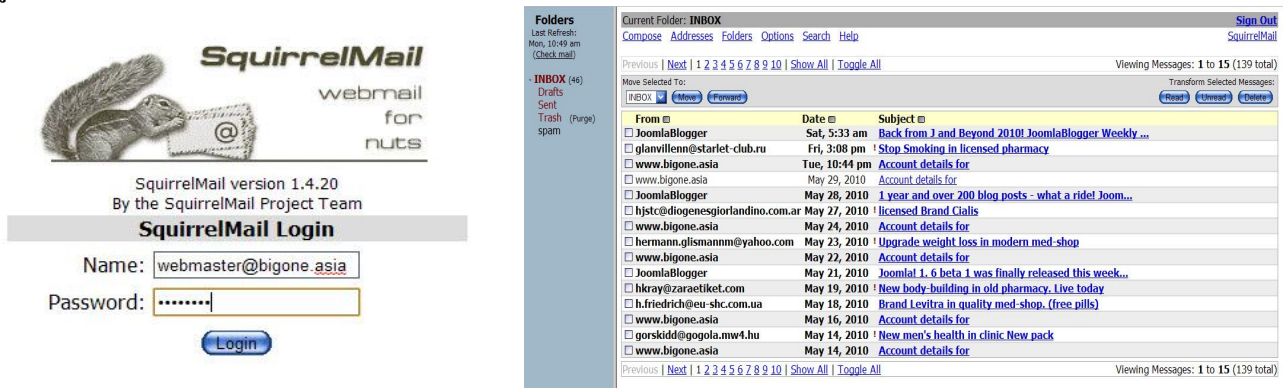 SquirrelMail
webmail
for
nuts
@
SquirrelMail version 1.4.20
By the SquirrelMail Project Team
SquirrelMail Login
Name: webmaster@bigone.asia
Password: ••••••••
Login
Folders
Last Refresh:
Mon, 10:49 am
(Check mail)
- INBOX (46)
Drafts
Sent
Trash (Purge)
spam
Current Folder: INBOX Sign Out
Compose Addresses Folders Options Search Help SquirrelMail
Previous | Next | 1 2 3 4 5 6 7 8 9 10 | Show All | Toggle All Viewing Messages: 1 to 15 (139 total)
Move Selected To: Transform Selected Messages:
INBOX Move Forward Read Unread Delete
From Date Subject
JoomlaBlogger Sat, 5:33 am Back from J and Beyond 2010! JoomlaBlogger Weekly ...
glanvillenn@starlet-club.ru Fri, 3:08 pm ! Stop Smoking in licensed pharmacy
www.bigone.asia Tue, 10:44 pm Account details for
www.bigone.asia May 29, 2010 Account details for
JoomlaBlogger May 28, 2010 1 year and over 200 blog posts - what a ride! Joom...
hjstc@diogenesgiorlandino.com.ar May 27, 2010 ! licensed Brand Cialis
www.bigone.asia May 24, 2010 Account details for
hermann.glismannm@yahoo.com May 23, 2010 ! Upgrade weight loss in modern med-shop
www.bigone.asia May 22, 2010 Account details for
JoomlaBlogger May 21, 2010 Joomla! 1. 6 beta 1 was finally released this week...
hkray@zaraetiket.com May 19, 2010 ! New body-building in old pharmacy. Live today
h.friedrich@eu-shc.com.ua May 18, 2010 Brand Levitra in quality med-shop. (free pills)
www.bigone.asia May 16, 2010 Account details for
gorskidd@gogola.mw4.hu May 14, 2010 ! New men's health in clinic New pack
www.bigone.asia May 14, 2010 Account details for
Previous | Next | 1 2 3 4 5 6 7 8 9 10 | Show All | Toggle All Viewing Messages: 1 to 15 (139 total)